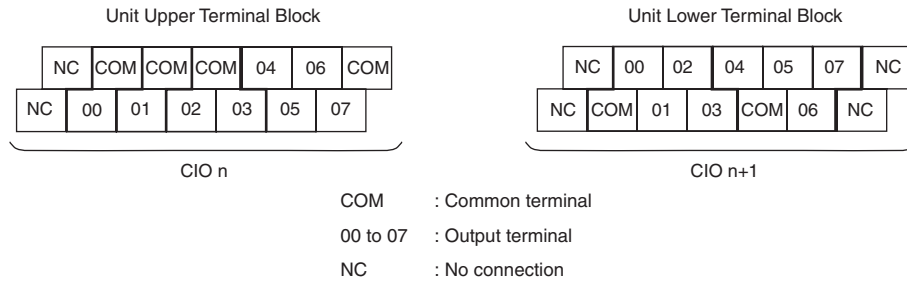 Unit Upper Terminal Block Unit Lower Terminal Block
NC COM COM COM 04 06 COM NC 00 02 04 05 07 NC
NC 00 01 02 03 05 07 NC COM 01 03 COM 06 NC
CIO n CIO n+1
COM : Common terminal
00 to 07 : Output terminal
NC : No connection